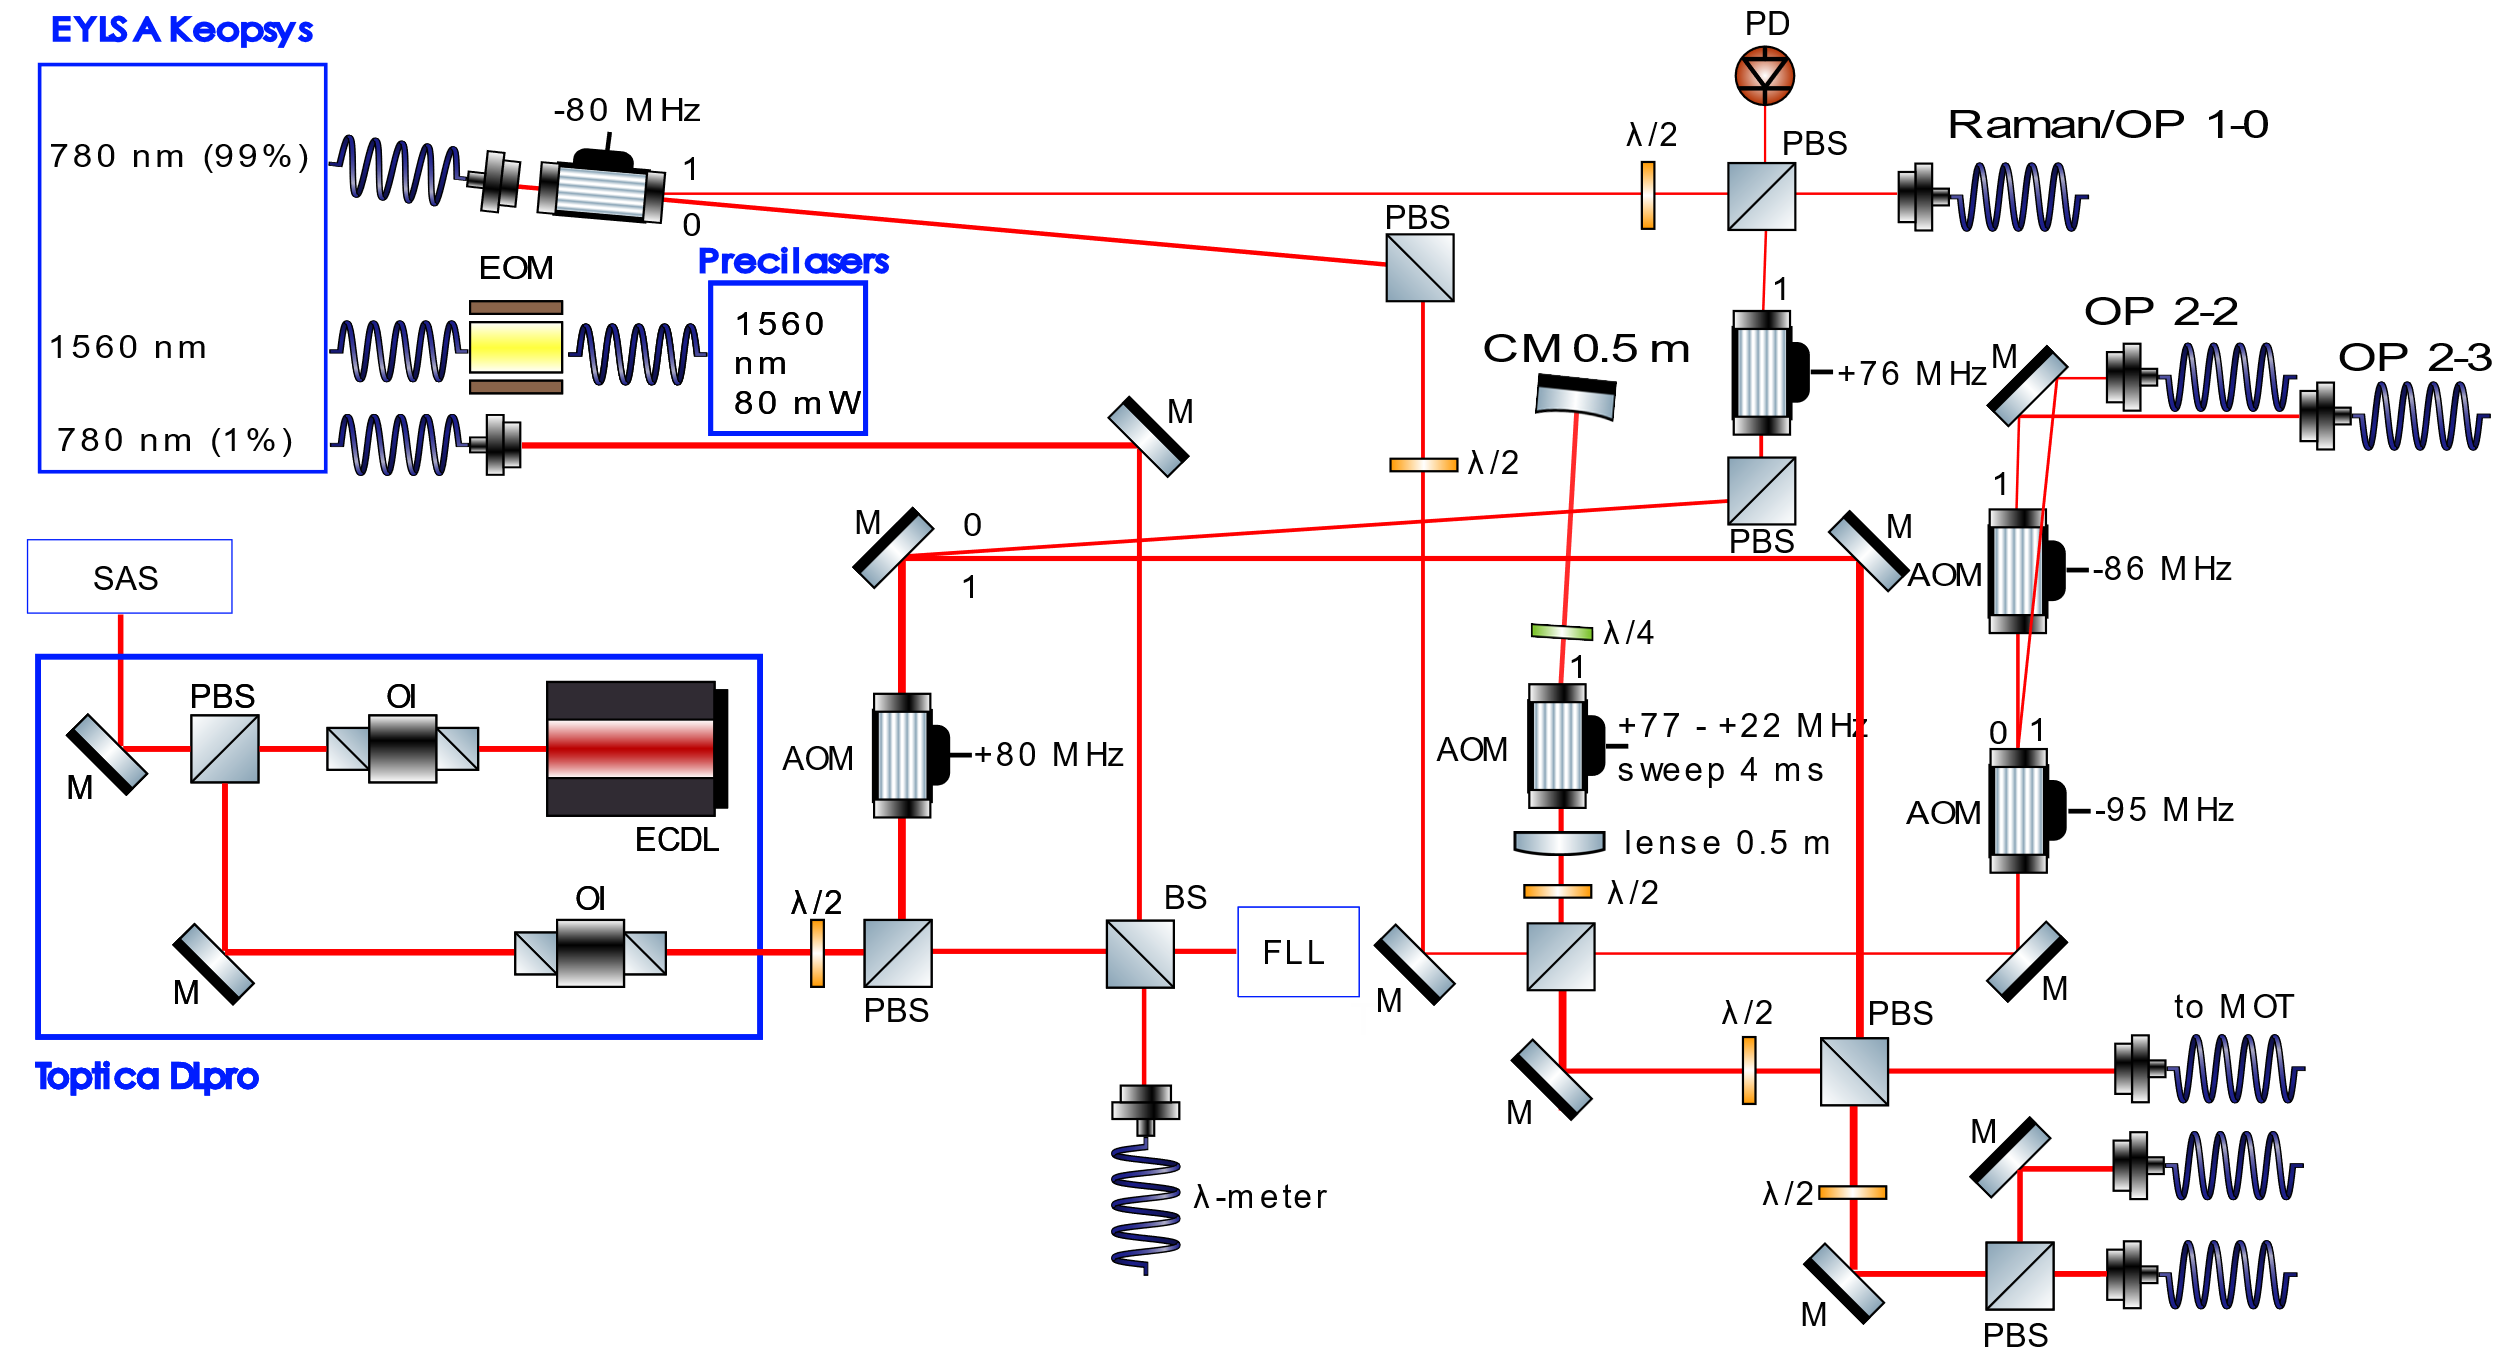 EYLSA Keopsys
PD
-80 MHz
λ/2
PBS
Raman/OP 1-0
780 nm (99%)
1
0
PBS
EOM
Precilasers
1560
nm
80 mW
1560 nm
780 nm (1%)
1
+76 MHz
CM 0.5 m
OP 2-2
OP 2-3
M
M
λ/2
M
0
1
PBS
M
1
AOM
-86 MHz
SAS
λ/4
1
PBS
OI
M
ECDL
AOM
+80 MHz
AOM
+77 - +22 MHz
sweep 4 ms
0
1
AOM
-95 MHz
lense 0.5 m
OI
λ/2
BS
λ/2
M
PBS
FLL
M
M
Toptica DLpro
λ/2
PBS
to MOT
M
M
λ-meter
λ/2
M
PBS